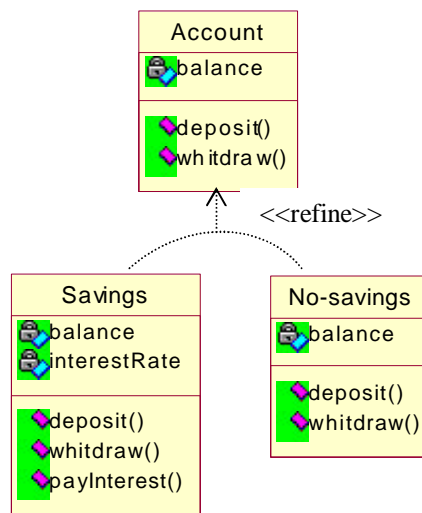 Account
balance
deposit()
whitdraw()
<<refine>>
Savings
balance
interestRate
deposit()
whitdraw()
payInterest()
No-savings
balance
deposit()
whitdraw()